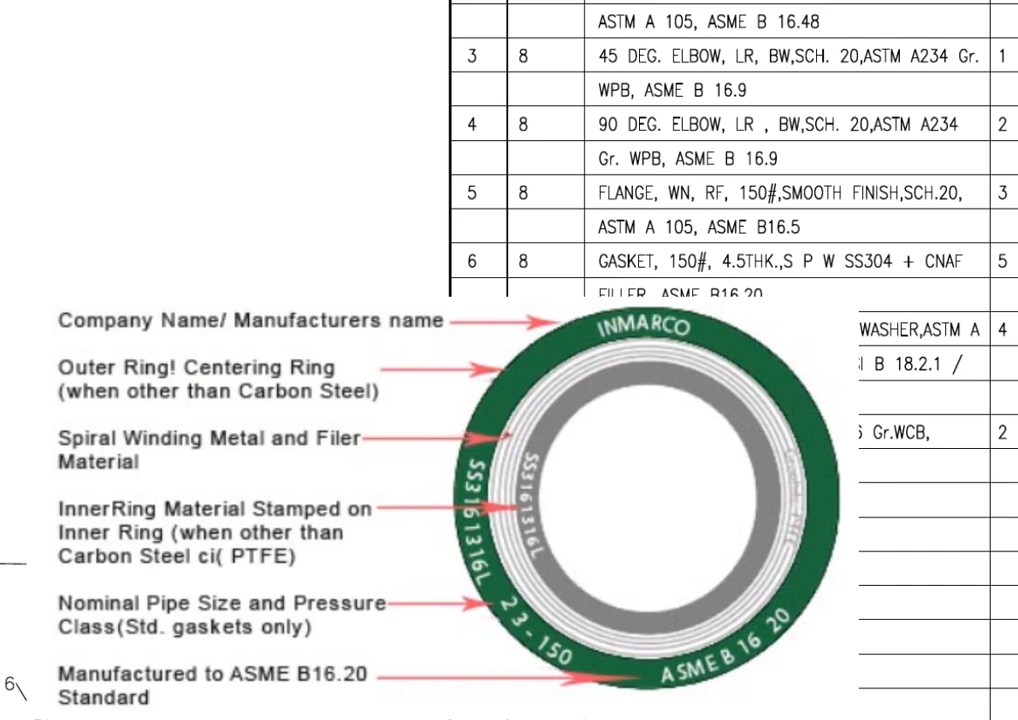 ASTM A 105, ASME B 16.48
3 8 45 DEG. ELBOW, LR, BW,SCH. 20,ASTM A234 Gr. 1
WPB, ASME B 16.9
4 8 90 DEG. ELBOW, LR , BW,SCH. 20,ASTM A234 2
Gr. WPB, ASME B 16.9
5 8 FLANGE, WN, RF, 150#,SMOOTH FINISH,SCH.20, 3
ASTM A 105, ASME B16.5
6 8 GASKET, 150#, 4.5THK.,S P W SS304 + CNAF 5
FILLER, ASME B16.20
WASHER,ASTM A 4
B 18.2.1 /
Gr.WCB, 2
Company Name/ Manufacturers name
Outer Ring! Centering Ring
(when other than Carbon Steel)
Spiral Winding Metal and Filer
Material
InnerRing Material Stamped on
Inner Ring (when other than
Carbon Steel ci( PTFE)
Nominal Pipe Size and Pressure
Class(Std. gaskets only)
Manufactured to ASME B16.20
Standard
INMARCO
SS3161316L
SS3161316L
2 3 - 150
ASME B 16 20
6